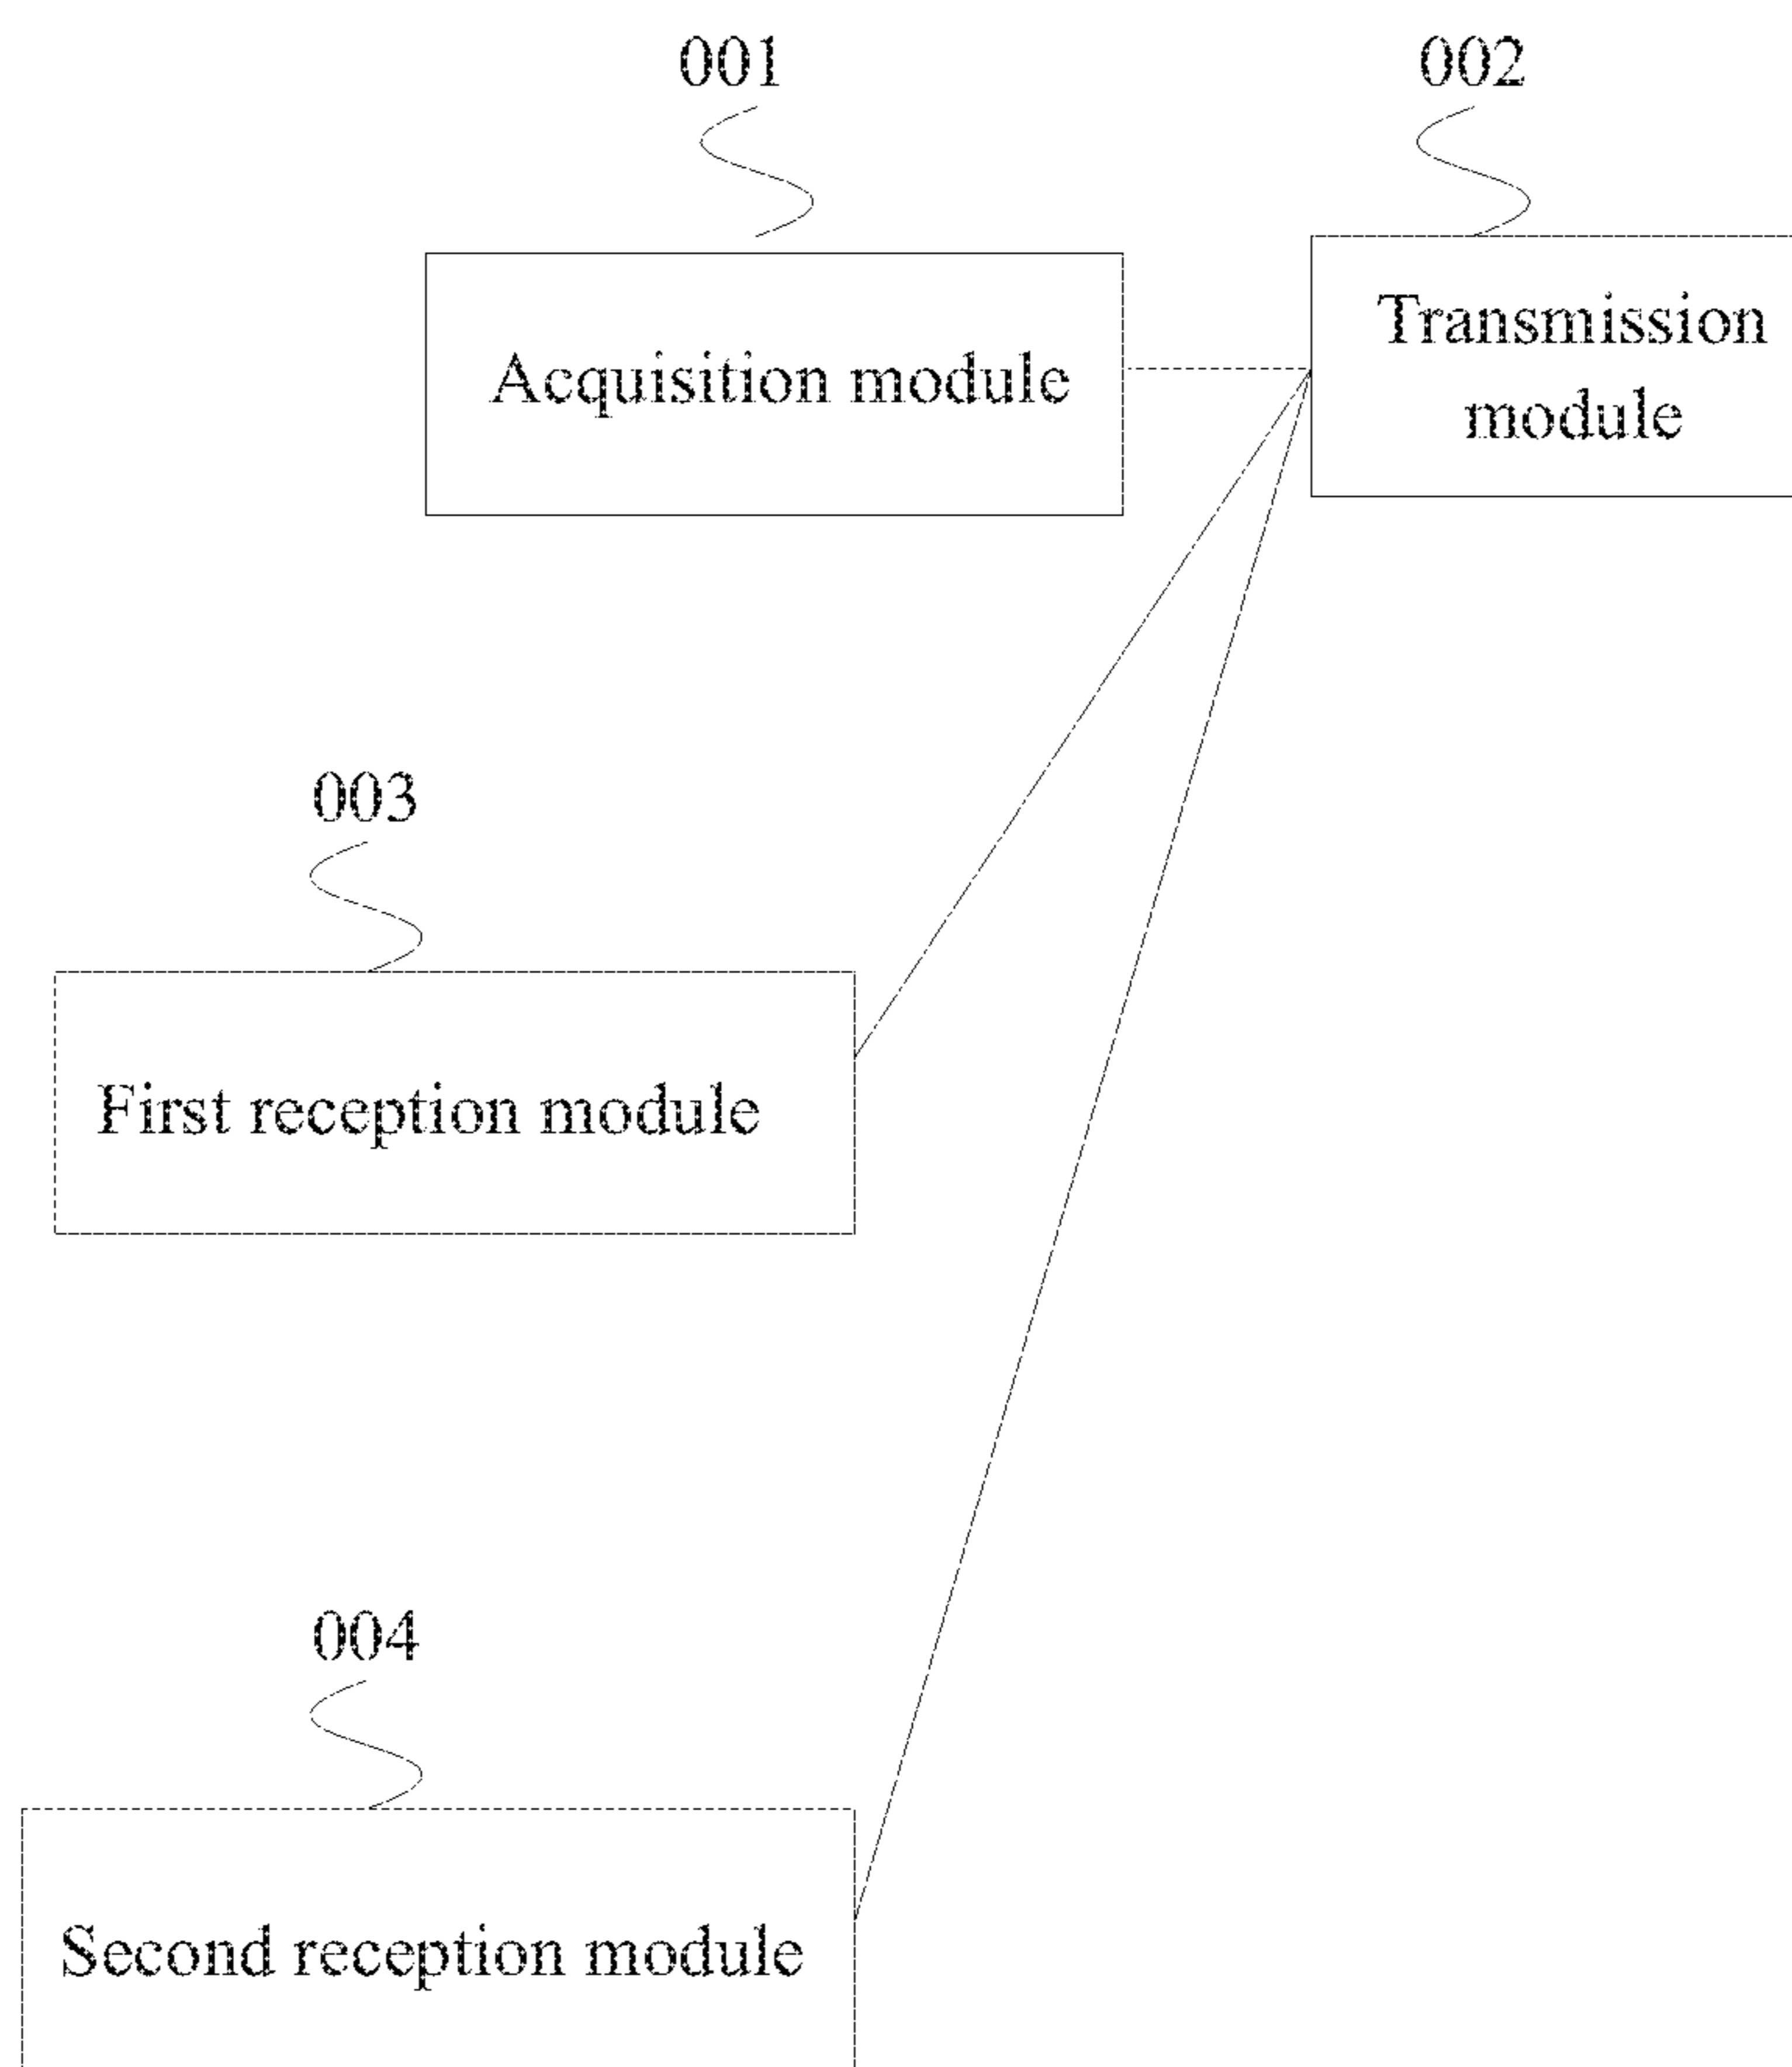 001
002
Acquisition module
Transmission
module
003
First reception module
004
Second reception module